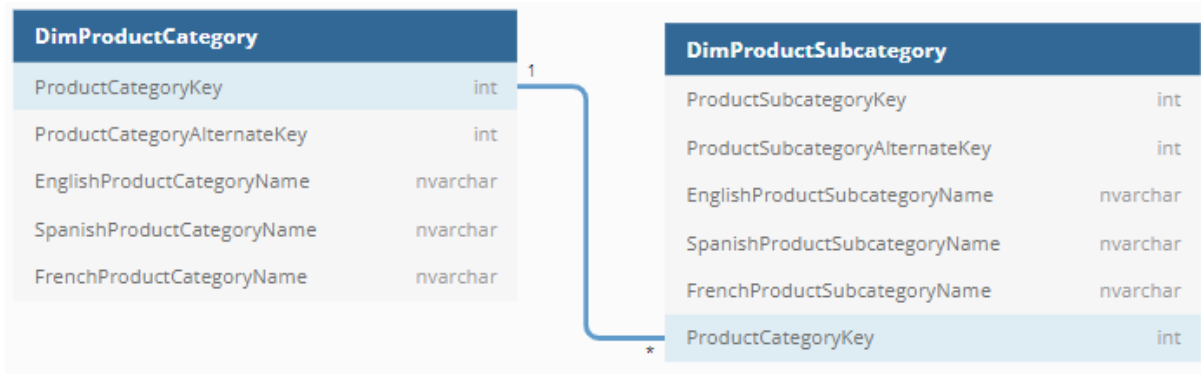 DimProductCategory
ProductCategoryKey int
ProductCategoryAlternateKey int
EnglishProductCategoryName nvarchar
SpanishProductCategoryName nvarchar
FrenchProductCategoryName nvarchar
1
*
DimProductSubcategory
ProductSubcategoryKey int
ProductSubcategoryAlternateKey int
EnglishProductSubcategoryName nvarchar
SpanishProductSubcategoryName nvarchar
FrenchProductSubcategoryName nvarchar
ProductCategoryKey int